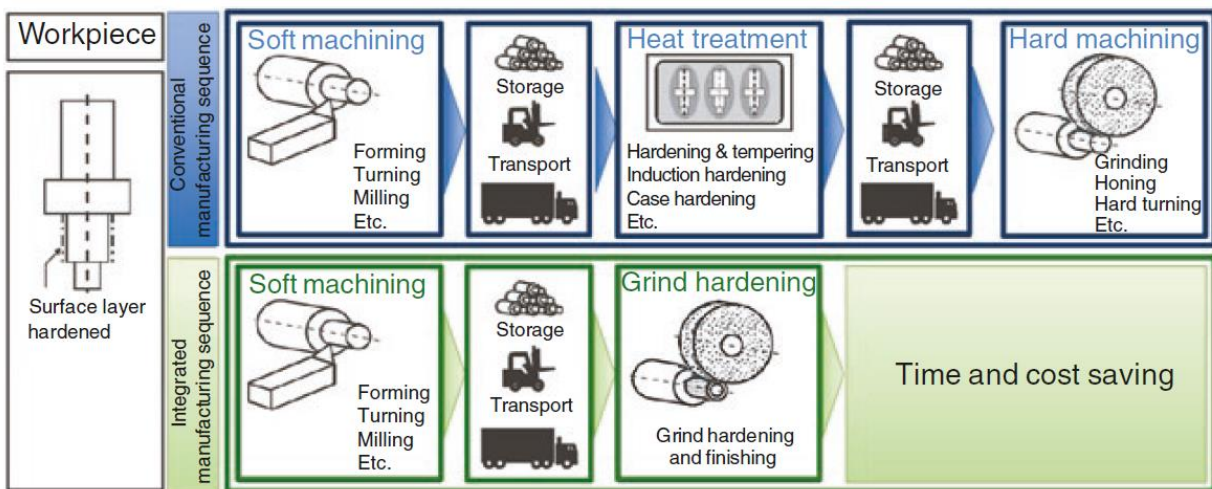 Workpiece
Surface layer
hardened
Conventional
manufacturing sequence
Soft machining
Forming
Turning
Milling
Etc.
Storage
Transport
Heat treatment
Hardening & tempering
Induction hardening
Case hardening
Etc.
Storage
Transport
Hard machining
Grinding
Honing
Hard turning
Etc.
Integrated
manufacturing sequence
Soft machining
Forming
Turning
Milling
Etc.
Storage
Transport
Grind hardening
Grind hardening
and finishing
Time and cost saving